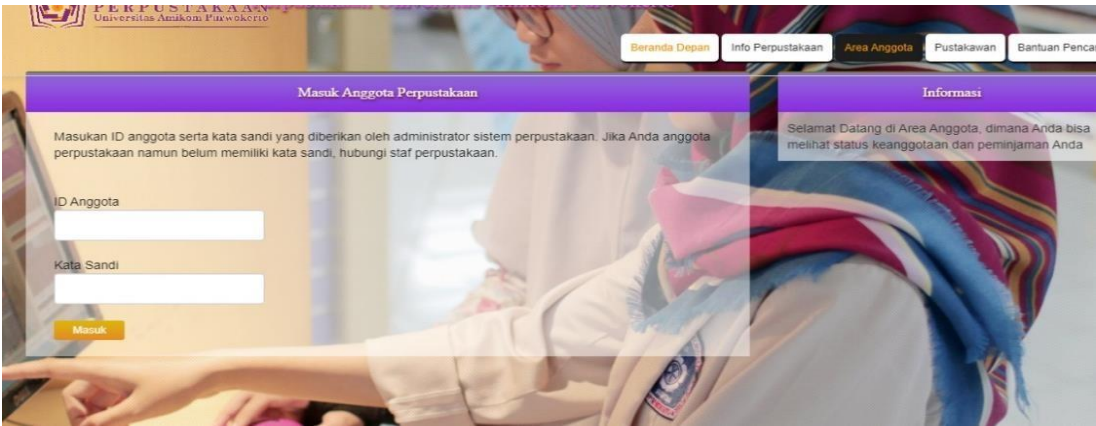 PERPUSTAKAAN
Universitas Amikom Purwokerto
Universitas Amikom Purwokerto
Beranda Depan
Info Perpustakaan
Area Anggota
Pustakawan
Bantuan Pencar
Masuk Anggota Perpustakaan
Masukan ID anggota serta kata sandi yang diberikan oleh administrator sistem perpustakaan. Jika Anda anggota
perpustakaan namun belum memiliki kata sandi, hubungi staf perpustakaan.
ID Anggota
Kata Sandi
Masuk
Informasi
Selamat Datang di Area Anggota, dimana Anda bisa
melihat status keanggotaan dan peminjaman Anda